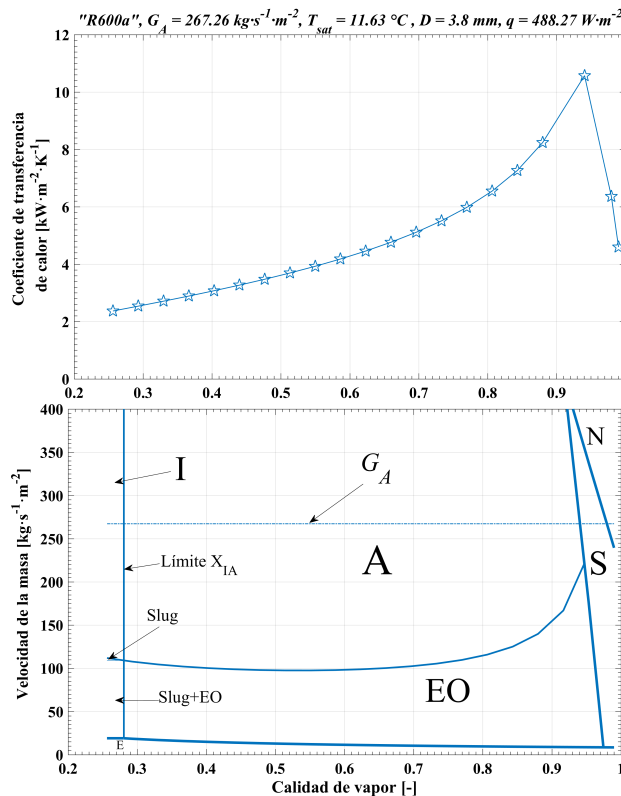 "R600a", G_A = 267.26 kg·s⁻¹·m⁻², T_sat = 11.63 °C , D = 3.8 mm, q = 488.27 W·m⁻²
Coeficiente de transferencia
de calor [kW·m⁻²·K⁻¹]
12
10
8
6
4
2
0
0.2 0.3 0.4 0.5 0.6 0.7 0.8 0.9 1
Velocidad de la masa [kg·s⁻¹·m⁻²]
400
350
300
250
200
150
100
50
0
I
G_A
N
A
S
Límite X_IA
Slug
Slug+EO
EO
E
0.2 0.3 0.4 0.5 0.6 0.7 0.8 0.9 1
Calidad de vapor [-]